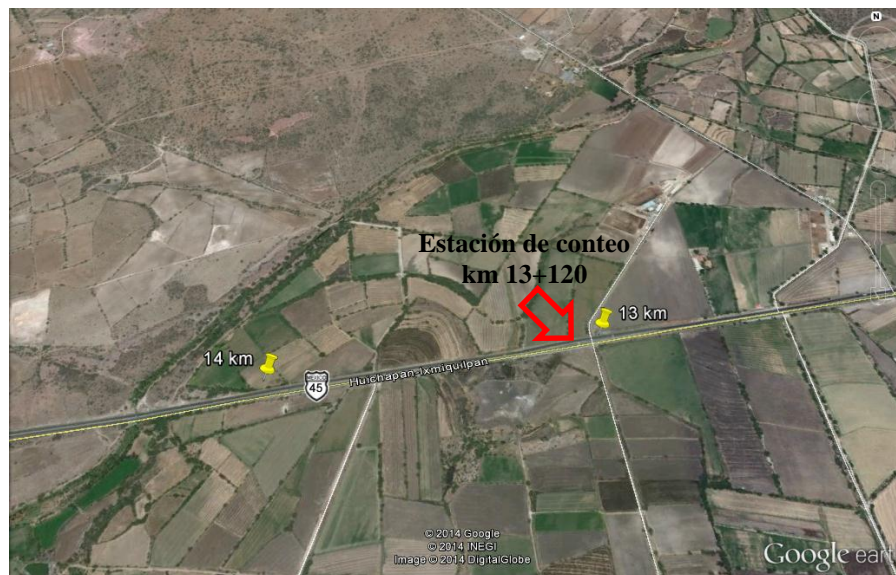 N
Estación de conteo
km 13+120
13 km
14 km
45
Huichapan-Ixmiquilpan
© 2014 Google
© 2014 INEGI
Image © 2014 DigitalGlobe
Google eart